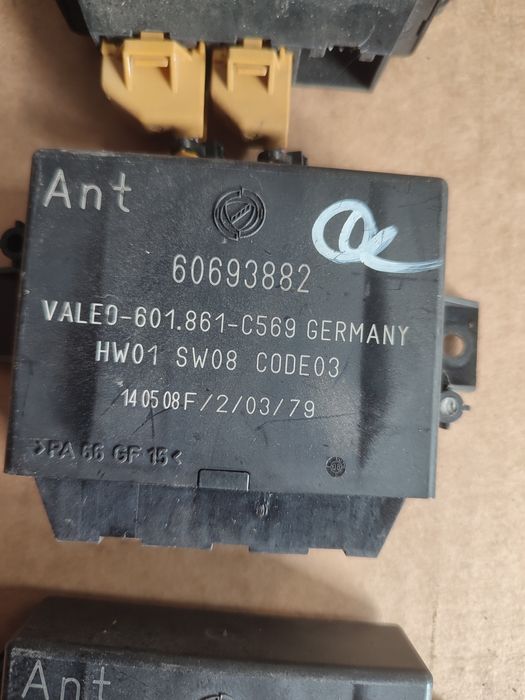 Ant
60693882
VALEO-601.861-C569 GERMANY
HW01 SW08 CODE03
140508F/2/03/79
>PA 66 GF 15<
Ant